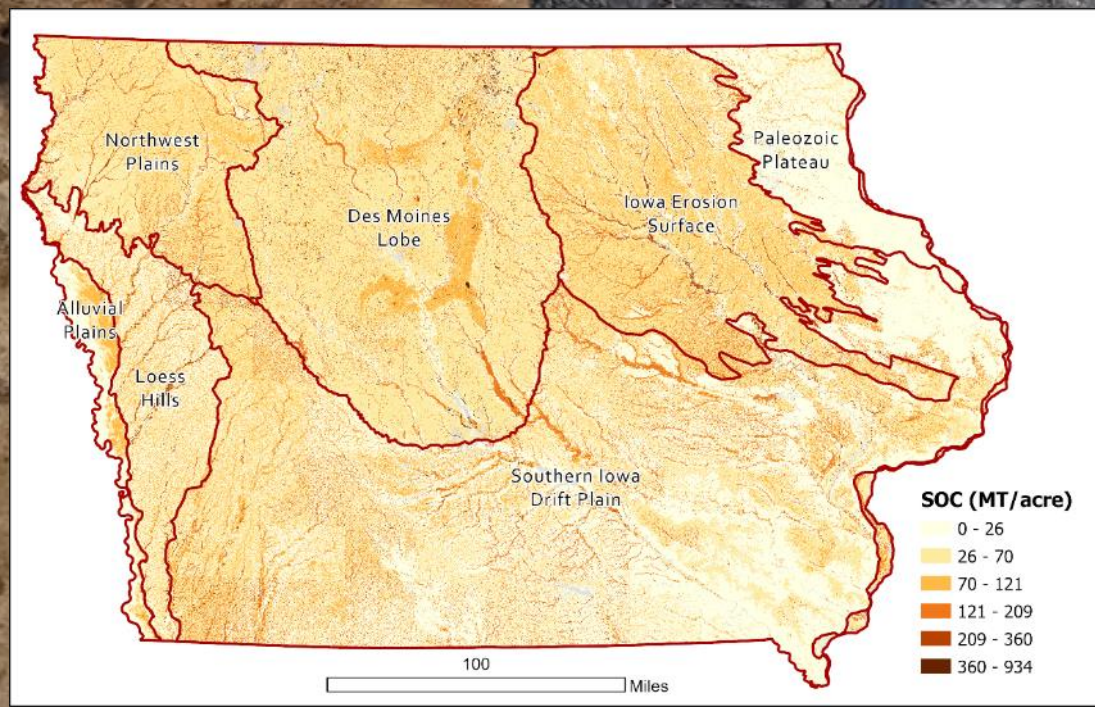 Northwest
Plains
Des Moines
Lobe
Iowa Erosion
Surface
Paleozoic
Plateau
Alluvial
Plains
Loess
Hills
Southern Iowa
Drift Plain
SOC (MT/acre)
0 - 26
26 - 70
70 - 121
121 - 209
209 - 360
360 - 934
100
Miles